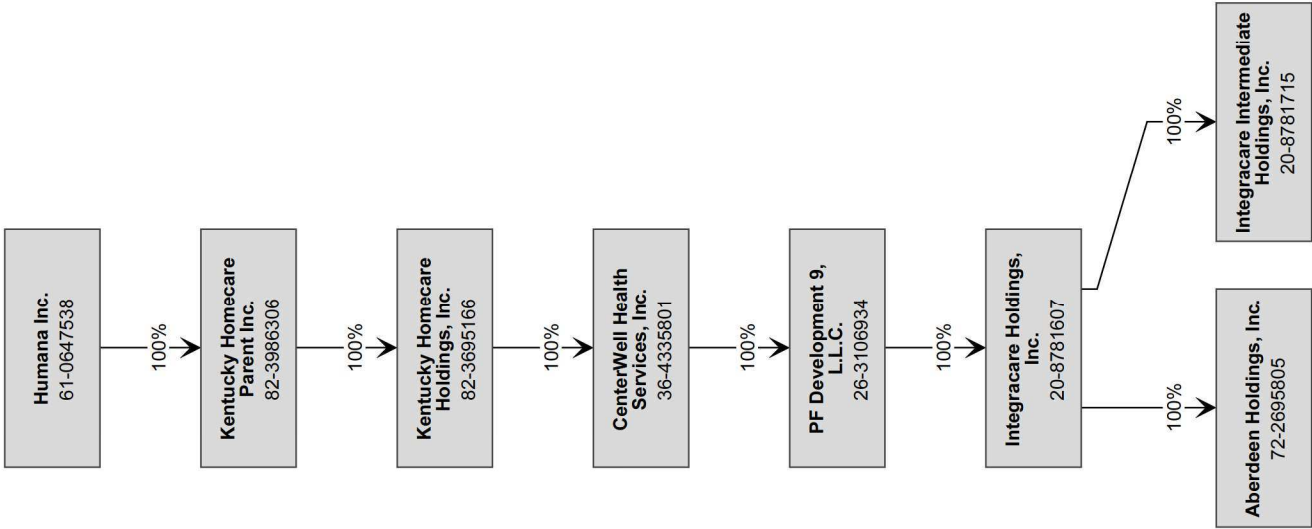 Humana Inc.
61-0647538
100%
Kentucky Homecare
Parent Inc.
82-3986306
100%
Kentucky Homecare
Holdings, Inc.
82-3695166
100%
CenterWell Health
Services, Inc.
36-4335801
100%
PF Development 9,
L.L.C.
26-3106934
100%
Integracare Holdings,
Inc.
20-8781607
100%
100%
Aberdeen Holdings, Inc.
72-2695805
Integracare Intermediate
Holdings, Inc.
20-8781715